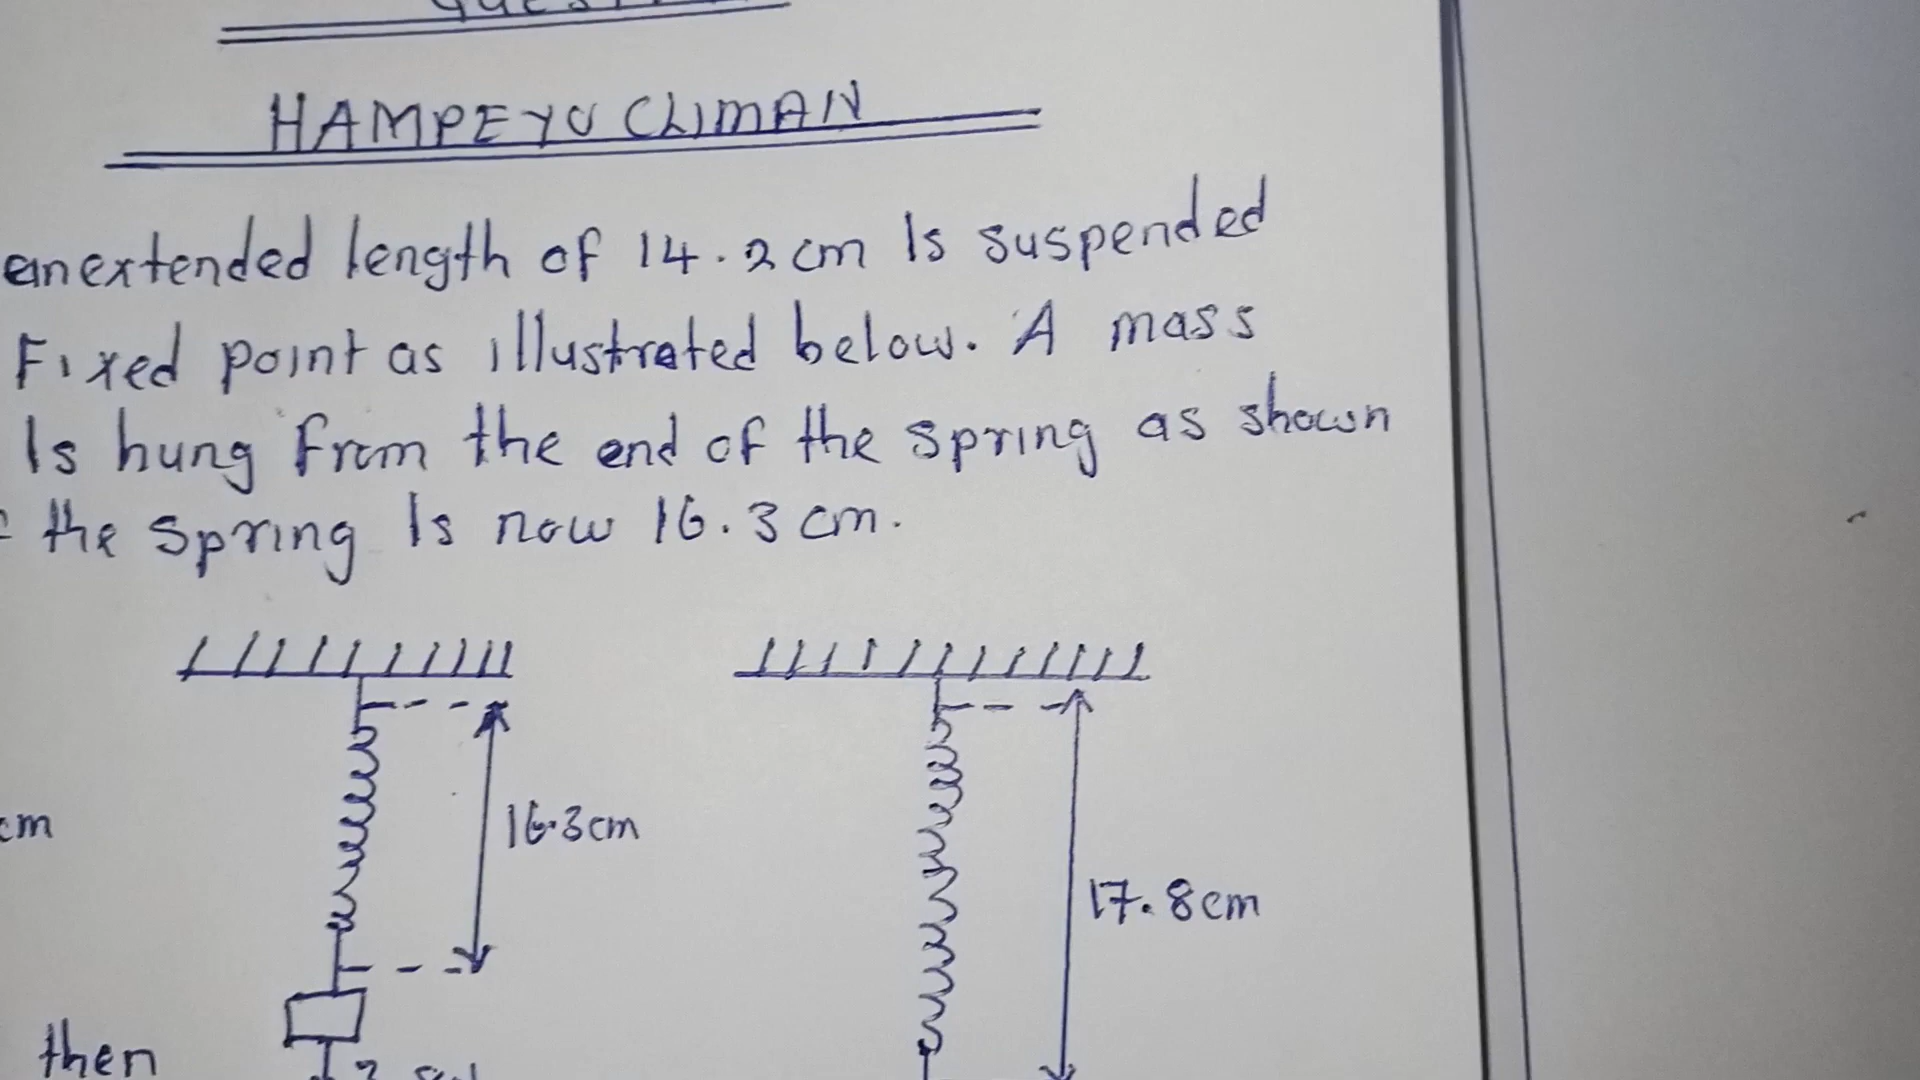 HAMPEYO CLIMAN
an extended length of 14.2 cm Is suspended
Fixed point as illustrated below. A mass
Is hung from the end of the spring as shown
the spring Is now 16.3 cm.
16.3cm
cm
17.8cm
then